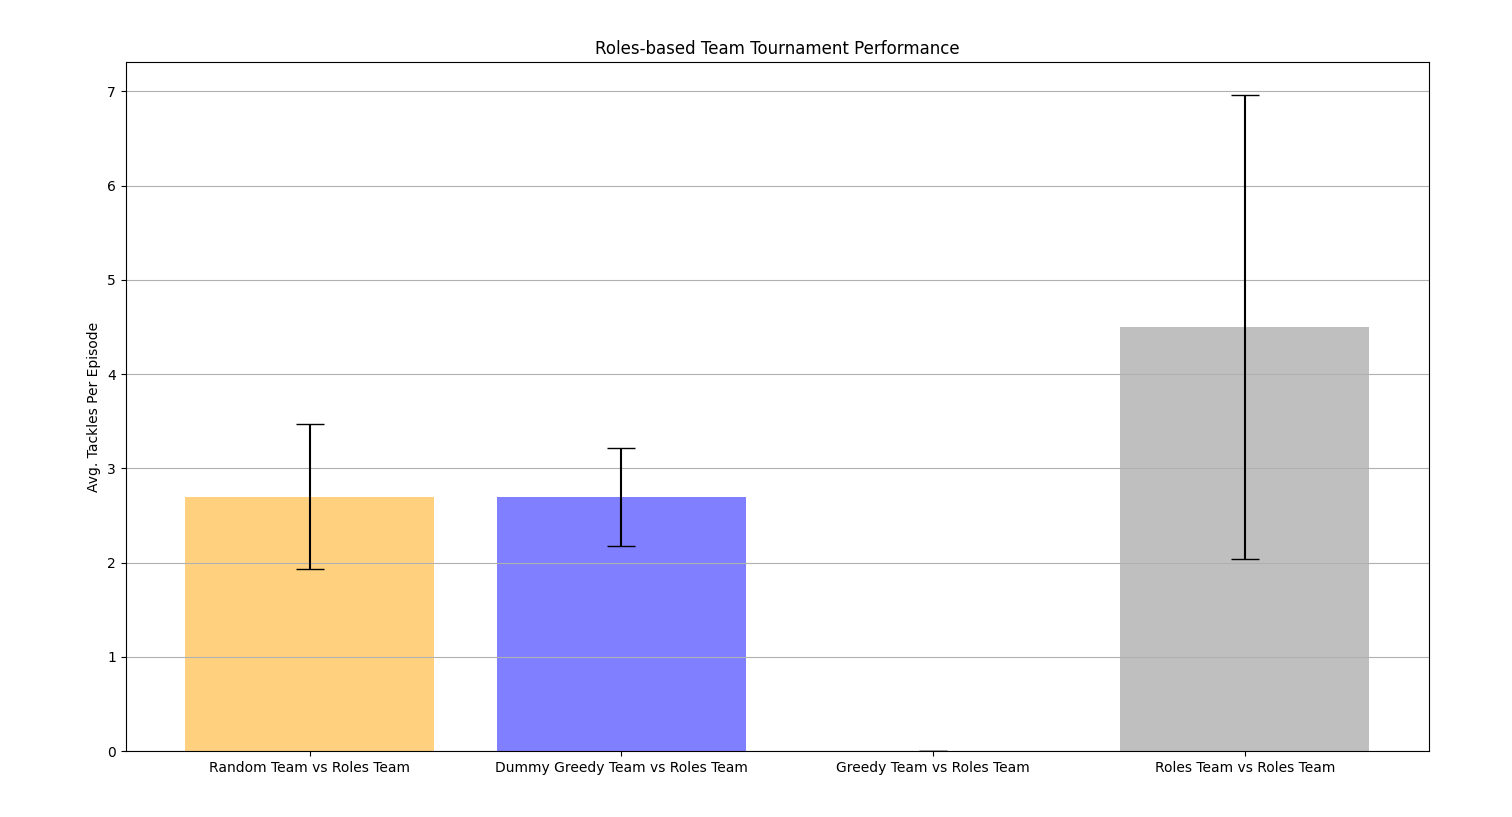 Roles-based Team Tournament Performance
7
6
5
4
3
2
1
0
Avg. Tackles Per Episode
Random Team vs Roles Team
Dummy Greedy Team vs Roles Team
Greedy Team vs Roles Team
Roles Team vs Roles Team